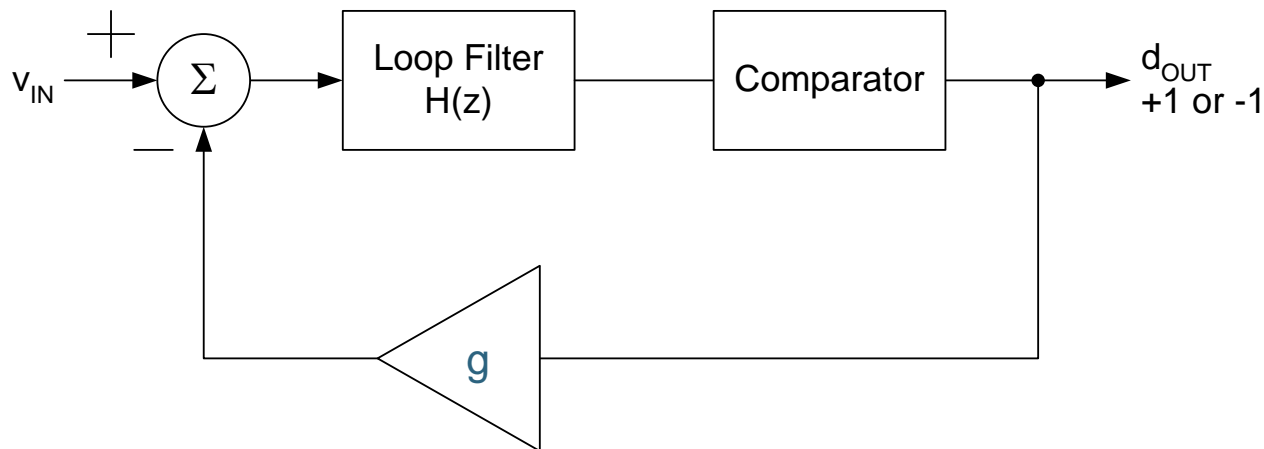 +
v_IN
Σ
Loop Filter
H(z)
Comparator
d_OUT
+1 or -1
—
g